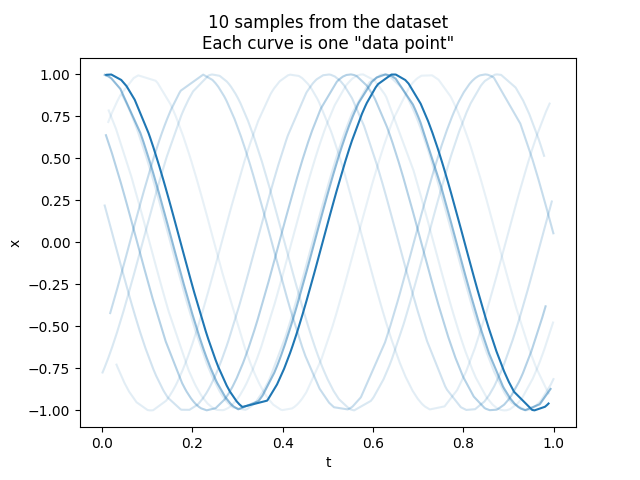 10 samples from the dataset
Each curve is one "data point"
1.00
0.75
0.50
0.25
0.00
−0.25
−0.50
−0.75
−1.00
x
0.0 0.2 0.4 0.6 0.8 1.0
t